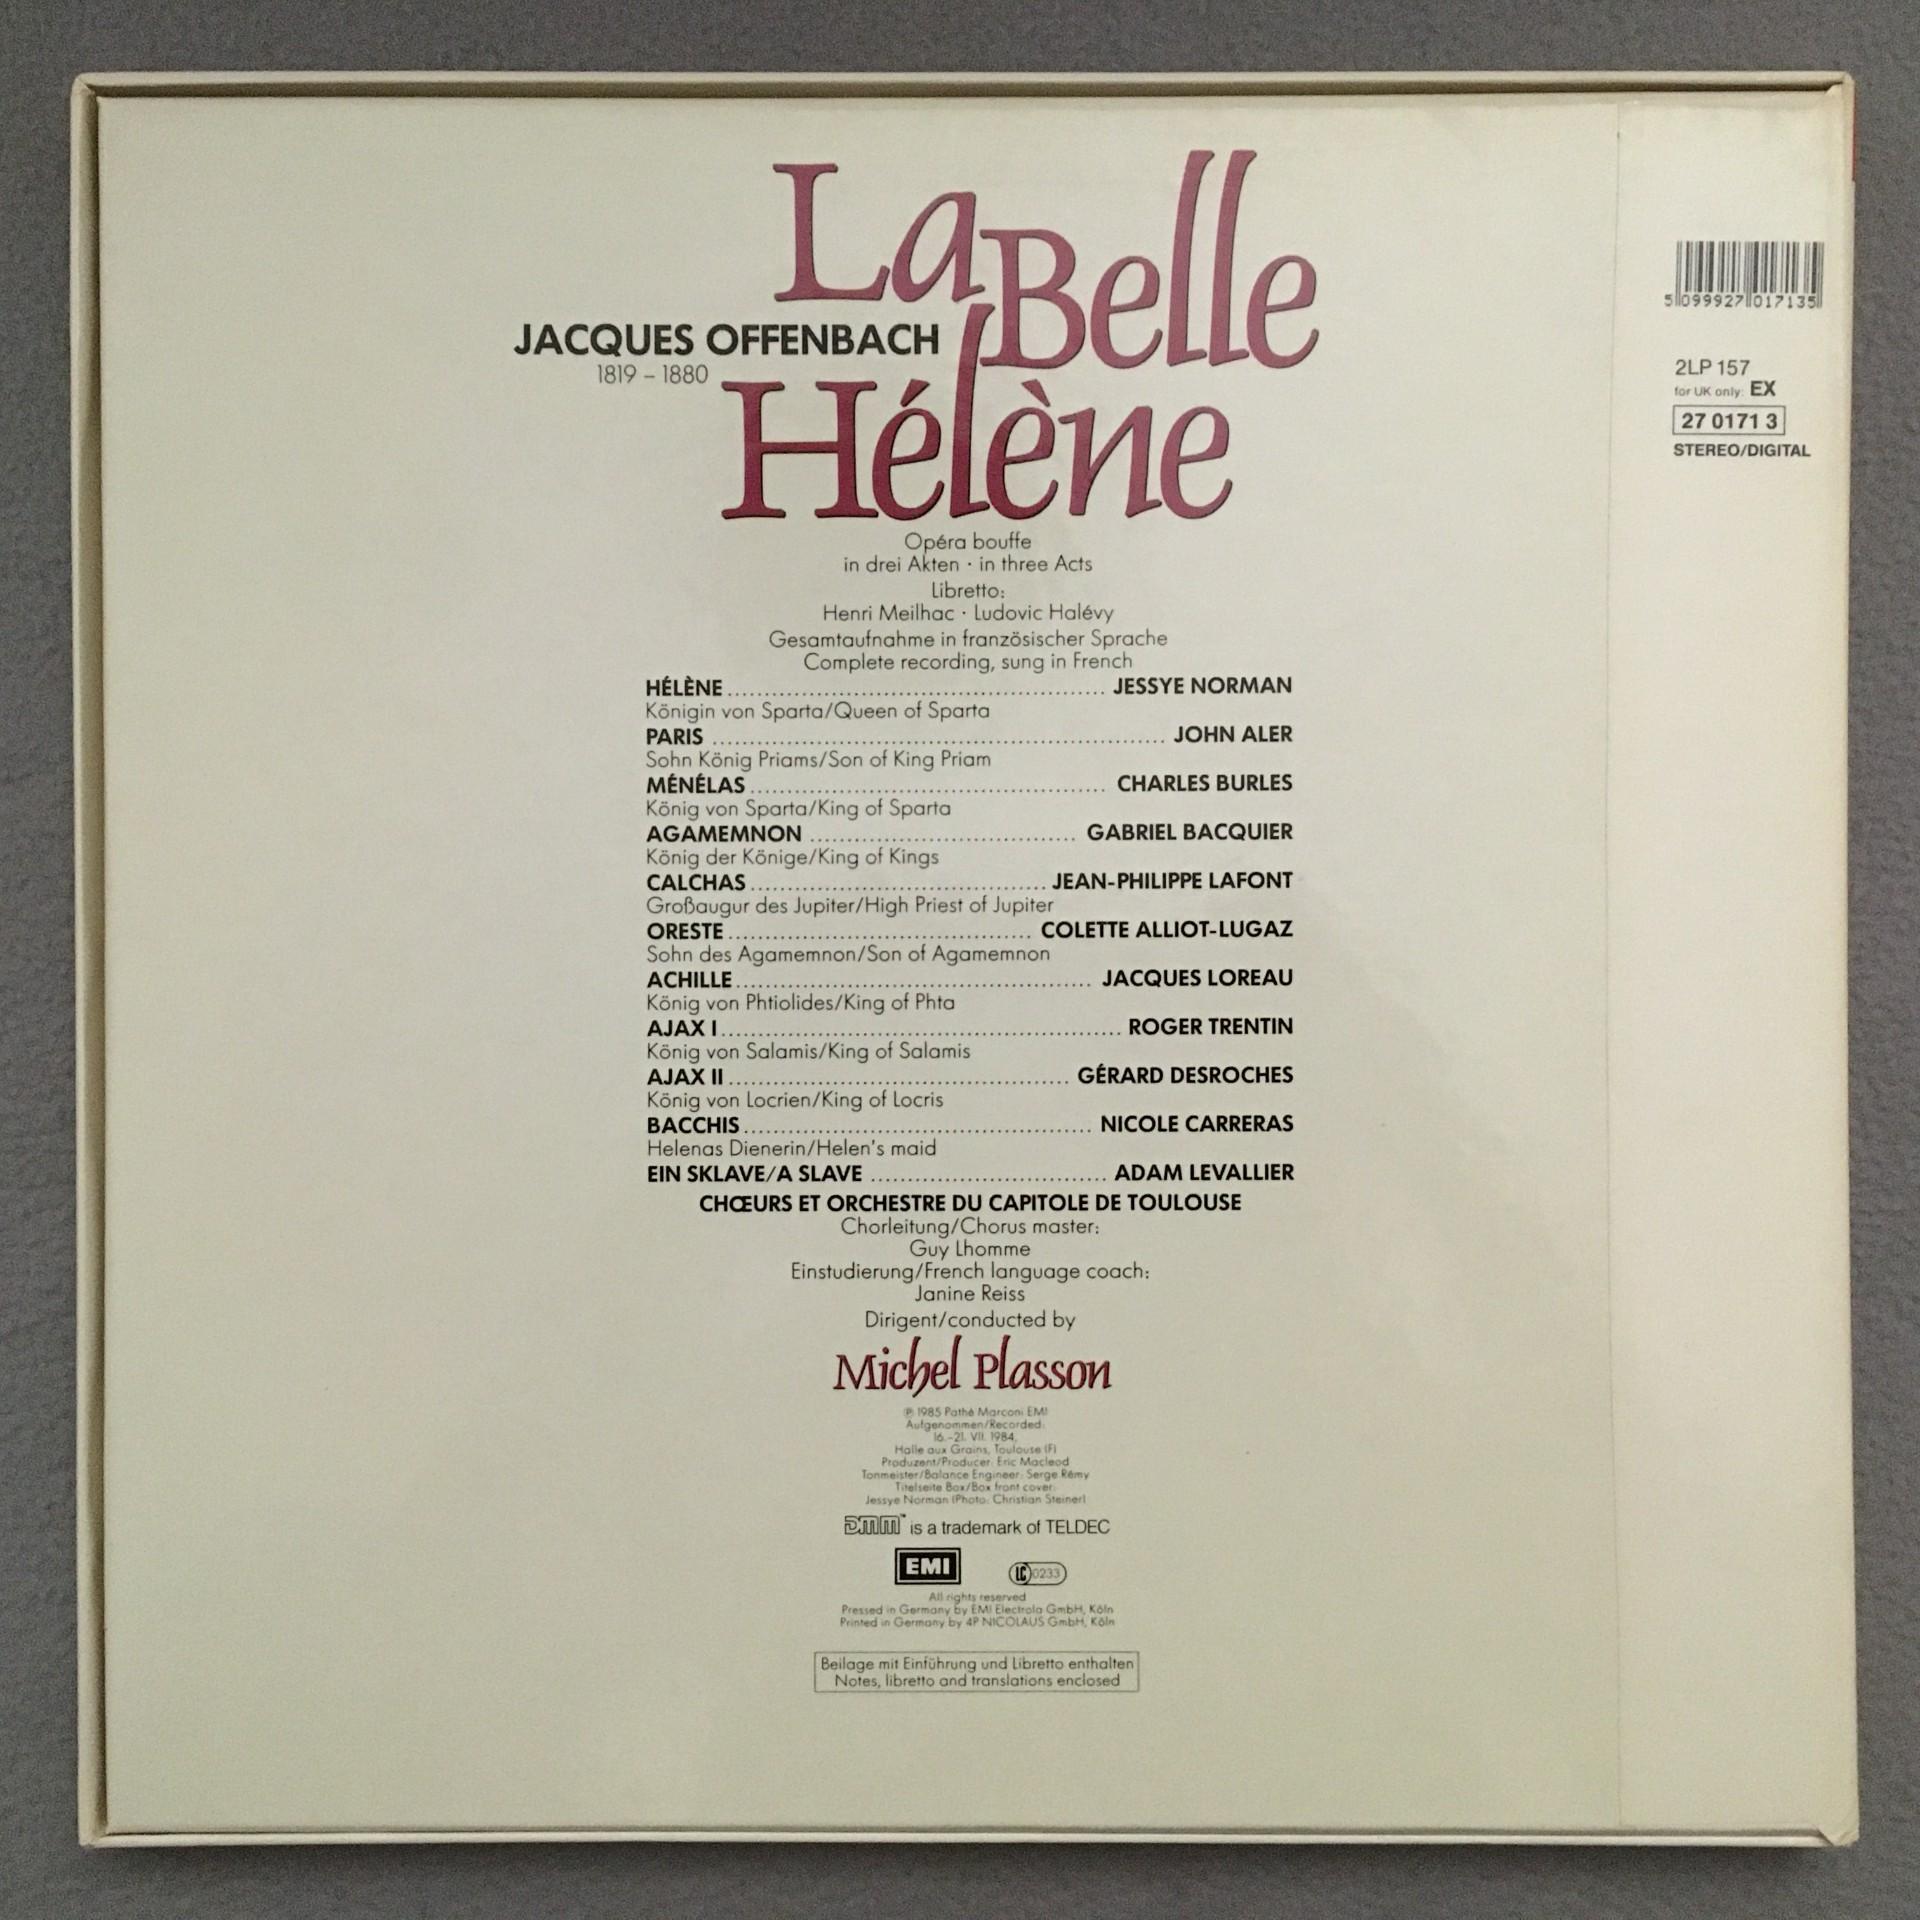 La Belle
JACQUES OFFENBACH
1819 – 1880
Hélène
Opéra bouffe
in drei Akten · in three Acts
Libretto:
Henri Meilhac · Ludovic Halévy
Gesamtaufnahme in französischer Sprache
Complete recording, sung in French
HÉLÈNE ........ JESSYE NORMAN
Königin von Sparta/Queen of Sparta
PARIS ........ JOHN ALER
Sohn König Priams/Son of King Priam
MÉNÉLAS ........ CHARLES BURLES
König von Sparta/King of Sparta
AGAMEMNON ........ GABRIEL BACQUIER
König der Könige/King of Kings
CALCHAS ........ JEAN-PHILIPPE LAFONT
Großaugur des Jupiter/High Priest of Jupiter
ORESTE ........ COLETTE ALLIOT-LUGAZ
Sohn des Agamemnon/Son of Agamemnon
ACHILLE ........ JACQUES LOREAU
König von Phtiolides/King of Phta
AJAX I ........ ROGER TRENTIN
König von Salamis/King of Salamis
AJAX II ........ GÉRARD DESROCHES
König von Locrien/King of Locris
BACCHIS ........ NICOLE CARRERAS
Helenas Dienerin/Helen's maid
EIN SKLAVE/A SLAVE ........ ADAM LEVALLIER
CHŒURS ET ORCHESTRE DU CAPITOLE DE TOULOUSE
Chorleitung/Chorus master:
Guy Lhomme
Einstudierung/French language coach:
Janine Reiss
Dirigent/conducted by
Michel Plasson
℗ 1985 Pathé Marconi EMI
Aufgenommen/Recorded:
16.-21. VII. 1984,
Halle aux Grains, Toulouse (F)
Produzent/Producer: Eric Macleod
Tonmeister/Balance Engineer: Serge Rémy
Titelseite Box/Box front cover:
Jessye Norman (Photo: Christian Steiner)
DMM™ is a trademark of TELDEC
EMI LC 0233
All rights reserved
Pressed in Germany by EMI Electrola GmbH, Köln
Printed in Germany by 4P NICOLAUS GmbH, Köln
Beilage mit Einführung und Libretto enthalten
Notes, libretto and translations enclosed
5 099927 017135
2LP 157
for UK only: EX
27 0171 3
STEREO/DIGITAL